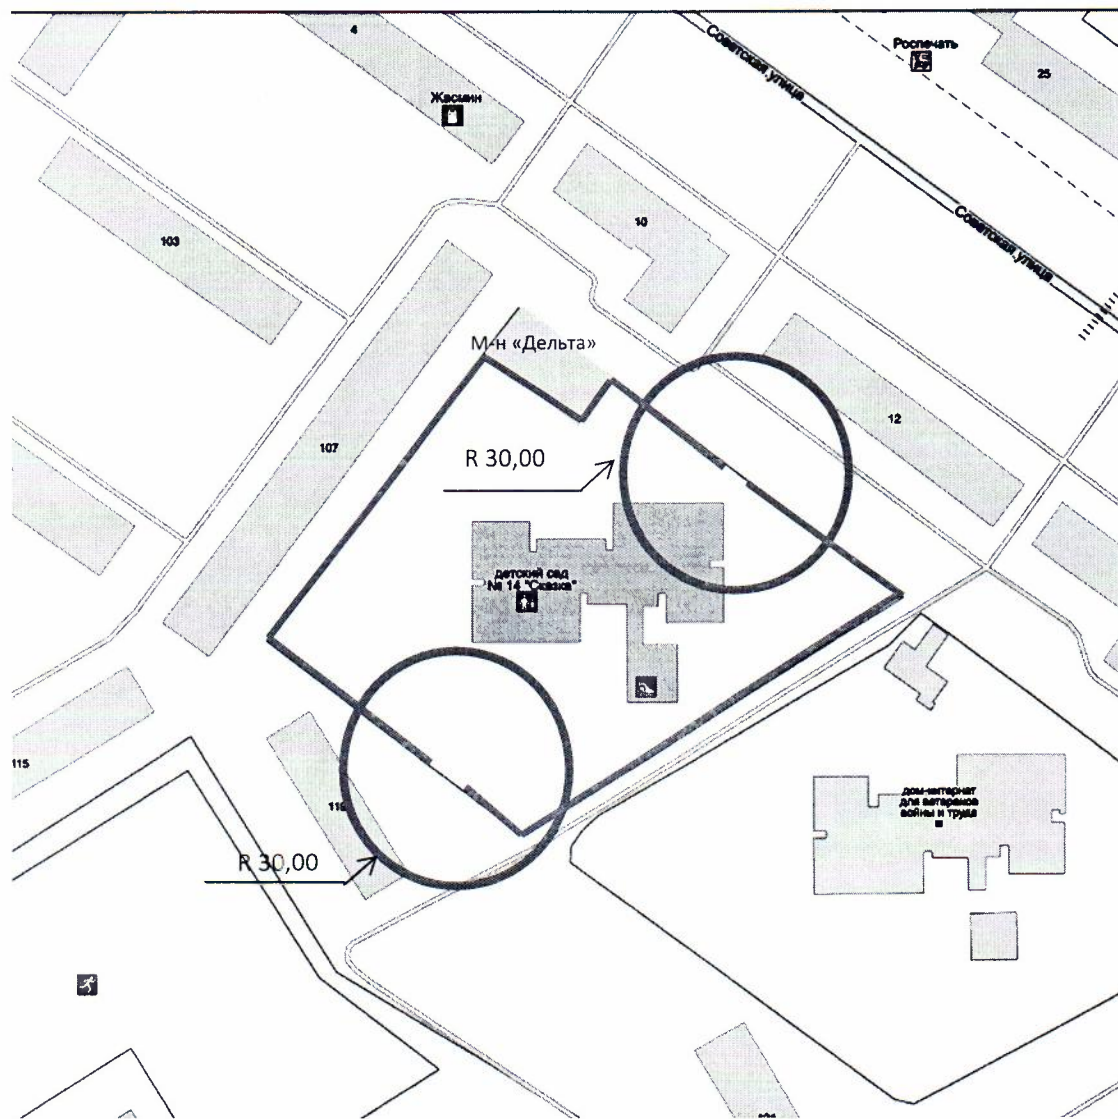 4
Советская улица
Роспечать
25
Жасмин
103
10
Советская улица
М-н «Дельта»
107
12
R 30,00
детский сад
№ 14 "Сказка"
115
119
дом-интернат
для ветеранов
войны и труда
R 30,00